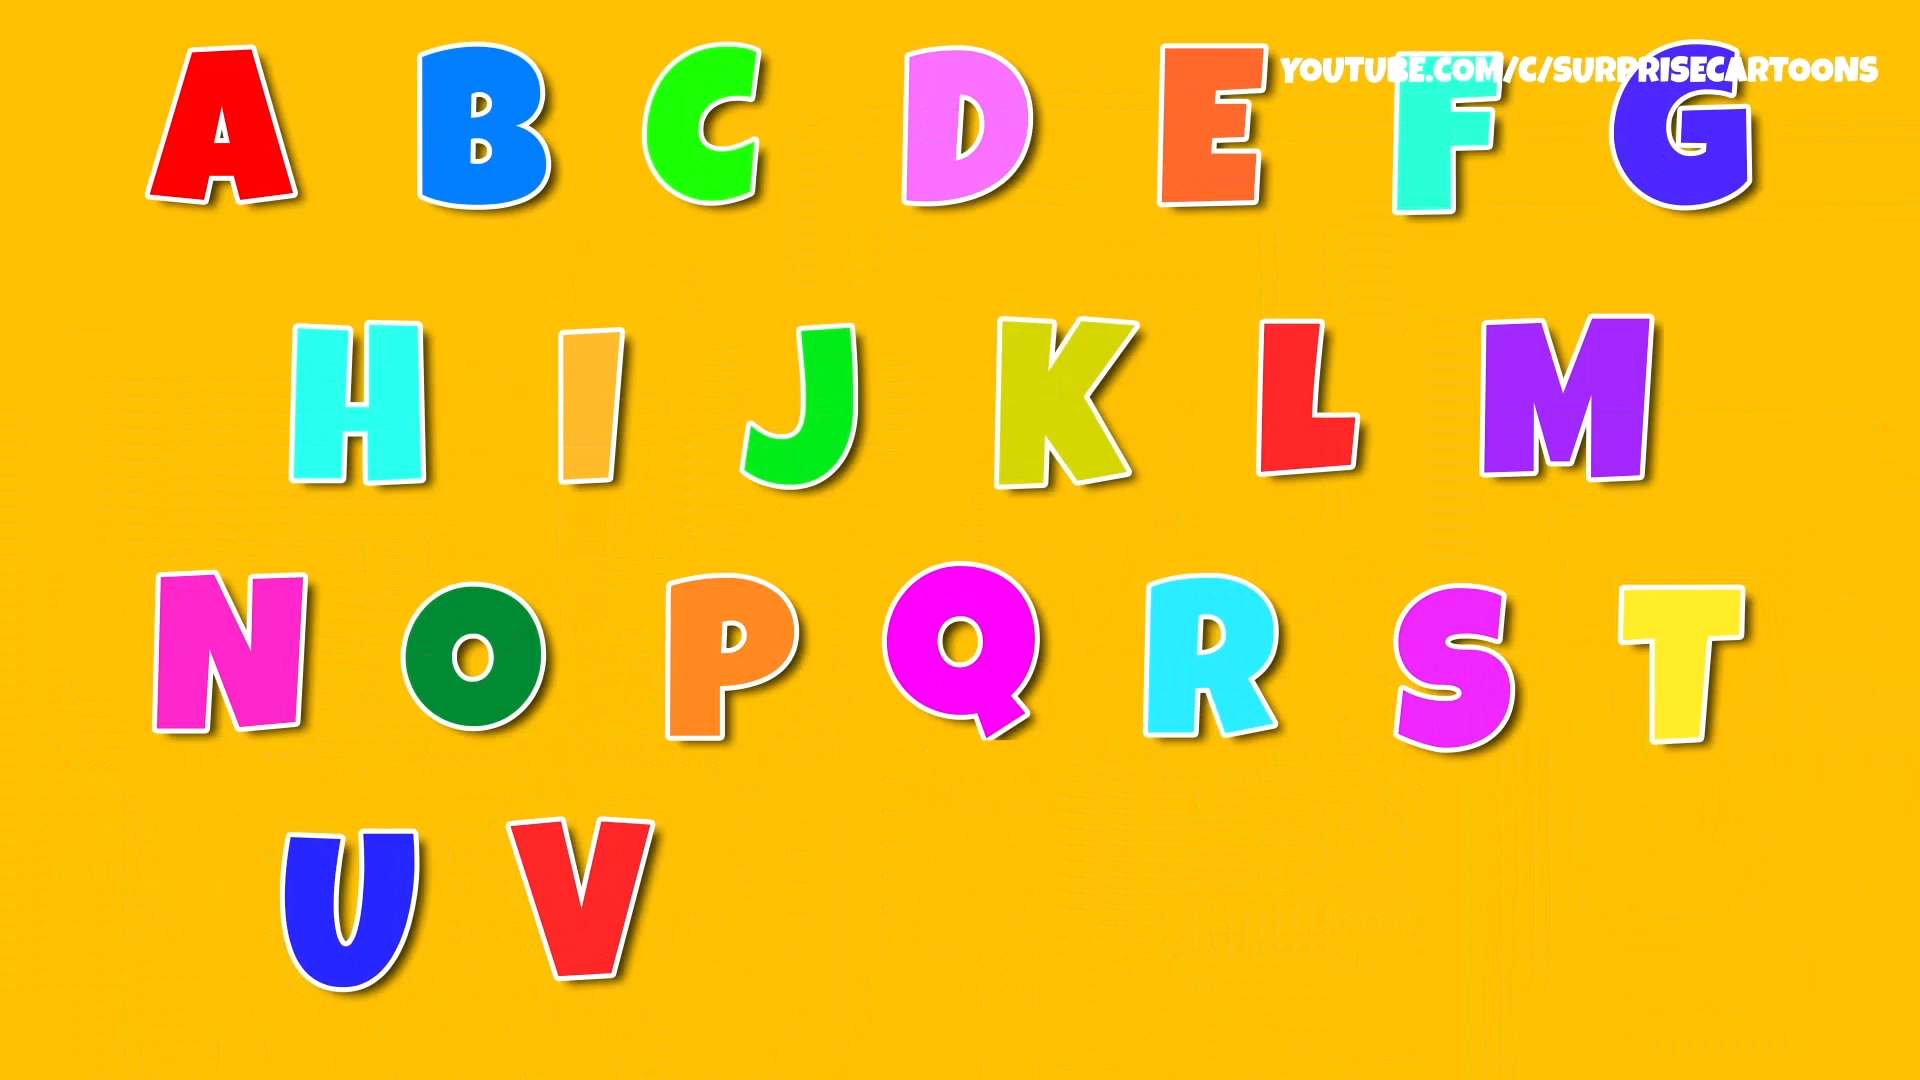 YOUTUBE.COM/C/SURPRISECARTOONS
A B C D E F G
H I J K L M
N O P Q R S T
U V